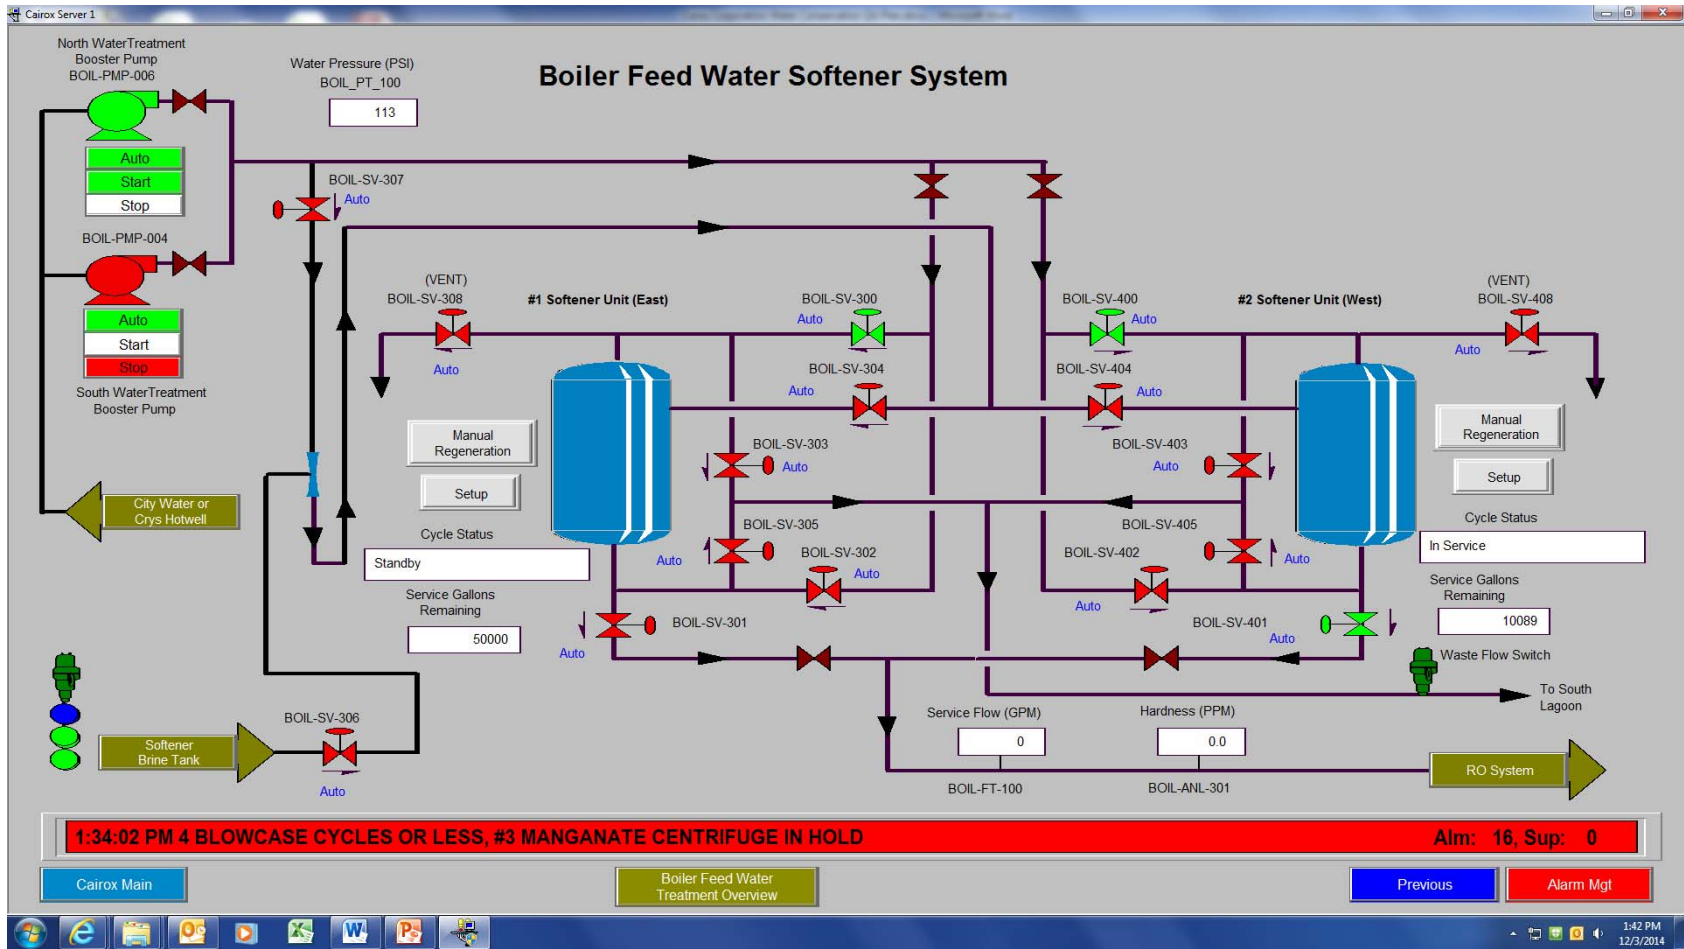 Cairox Server 1
North WaterTreatment
Booster Pump
BOIL-PMP-006
Water Pressure (PSI)
BOIL_PT_100
113
Boiler Feed Water Softener System
Auto
Start
Stop
BOIL-SV-307
Auto
BOIL-PMP-004
Auto
Start
Stop
South WaterTreatment
Booster Pump
(VENT)
BOIL-SV-308
Auto
#1 Softener Unit (East)
BOIL-SV-300
Auto
BOIL-SV-400
Auto
#2 Softener Unit (West)
(VENT)
BOIL-SV-408
Auto
BOIL-SV-304
Auto
BOIL-SV-404
Auto
Manual
Regeneration
Setup
BOIL-SV-303
Auto
BOIL-SV-403
Auto
Manual
Regeneration
Setup
City Water or
Crys Hotwell
Cycle Status
Standby
BOIL-SV-305
Auto
BOIL-SV-302
Auto
BOIL-SV-405
Auto
BOIL-SV-402
Auto
Cycle Status
In Service
Service Gallons
Remaining
50000
BOIL-SV-301
Auto
BOIL-SV-401
Auto
Service Gallons
Remaining
10089
Waste Flow Switch
To South
Lagoon
BOIL-SV-306
Auto
Softener
Brine Tank
Service Flow (GPM)
0
BOIL-FT-100
Hardness (PPM)
0.0
BOIL-ANL-301
RO System
1:34:02 PM 4 BLOWCASE CYCLES OR LESS, #3 MANGANATE CENTRIFUGE IN HOLD
Alm: 16, Sup: 0
Cairox Main
Boiler Feed Water
Treatment Overview
Previous
Alarm Mgt
1:42 PM
12/3/2014